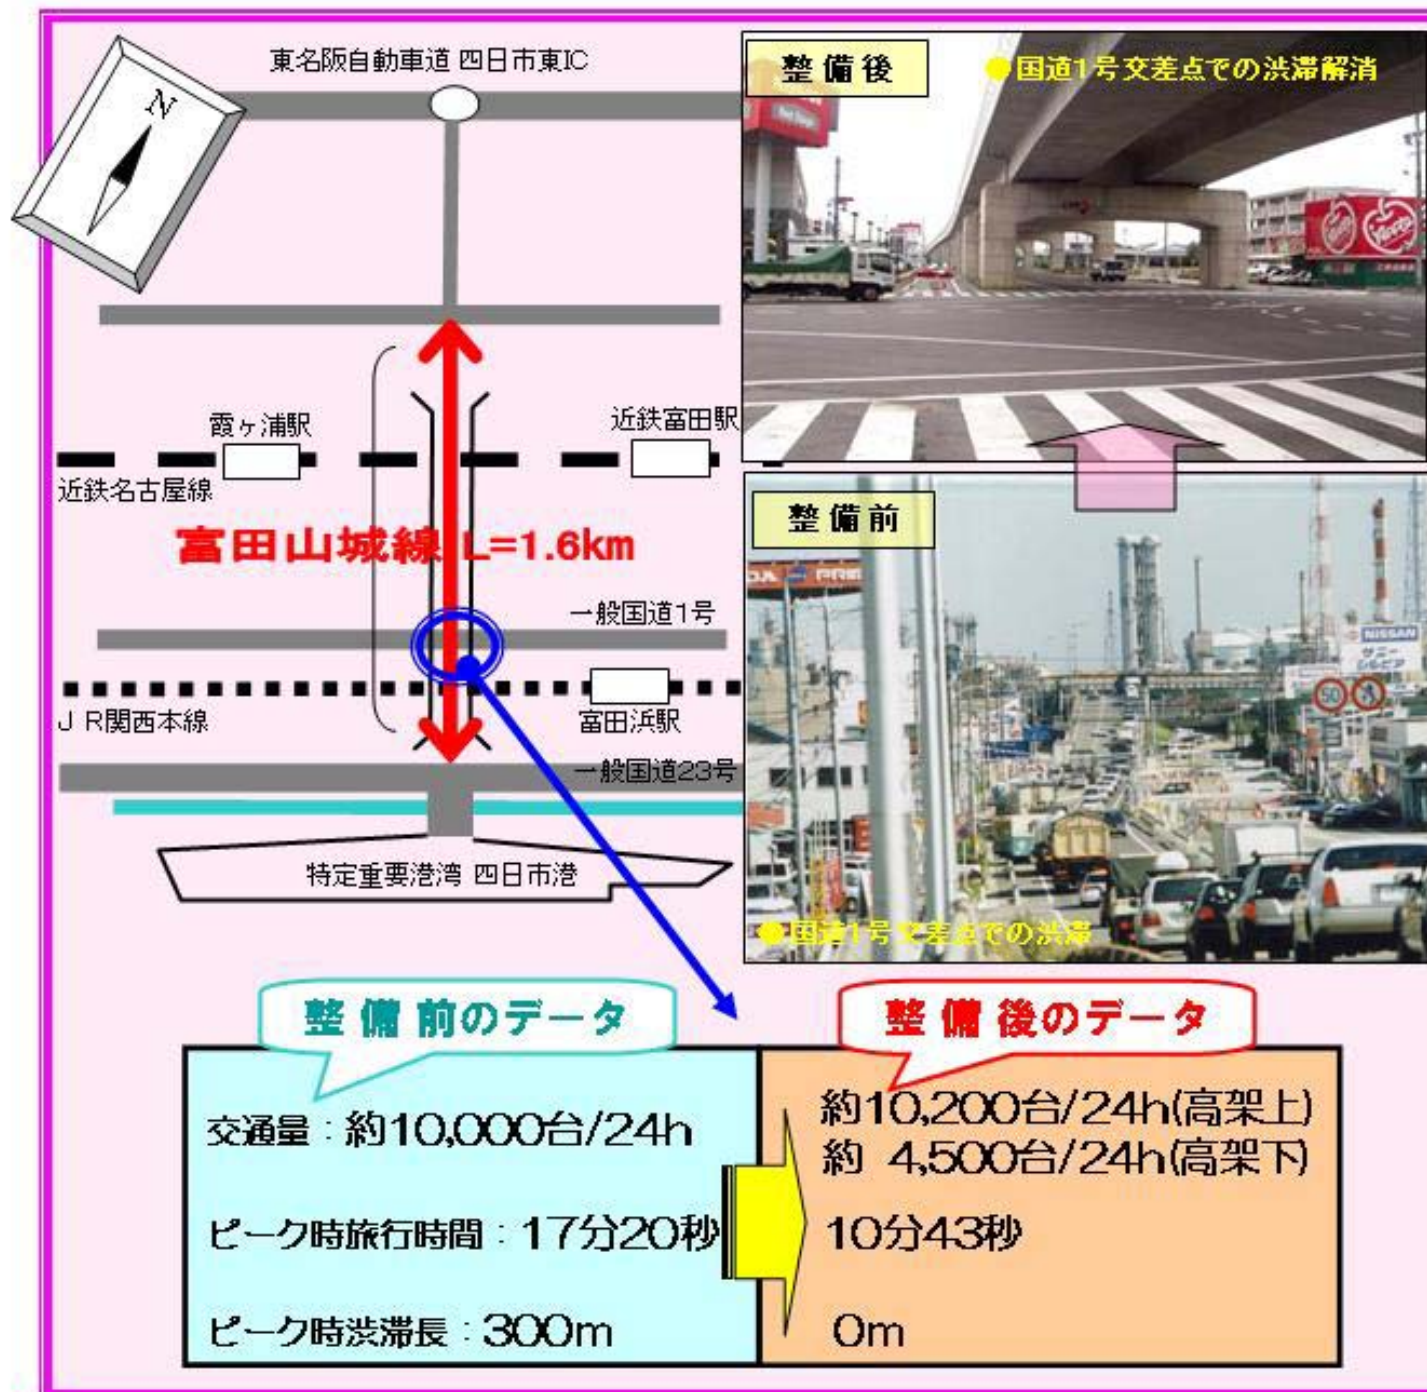 東名阪自動車道 四日市東IC
N
霞ヶ浦駅
近鉄富田駅
近鉄名古屋線
富田山城線 L=1.6km
一般国道1号
JR関西本線
富田浜駅
一般国道23号
特定重要港湾 四日市港
整備後
●国道1号交差点での渋滞解消
整備前
NISSAN
サニー
シルビア
50
●国道1号交差点での渋滞
整備前のデータ
交通量：約10,000台/24h
ピーク時旅行時間：17分20秒
ピーク時渋滞長：300m
整備後のデータ
約10,200台/24h(高架上)
約 4,500台/24h(高架下)
10分43秒
0m